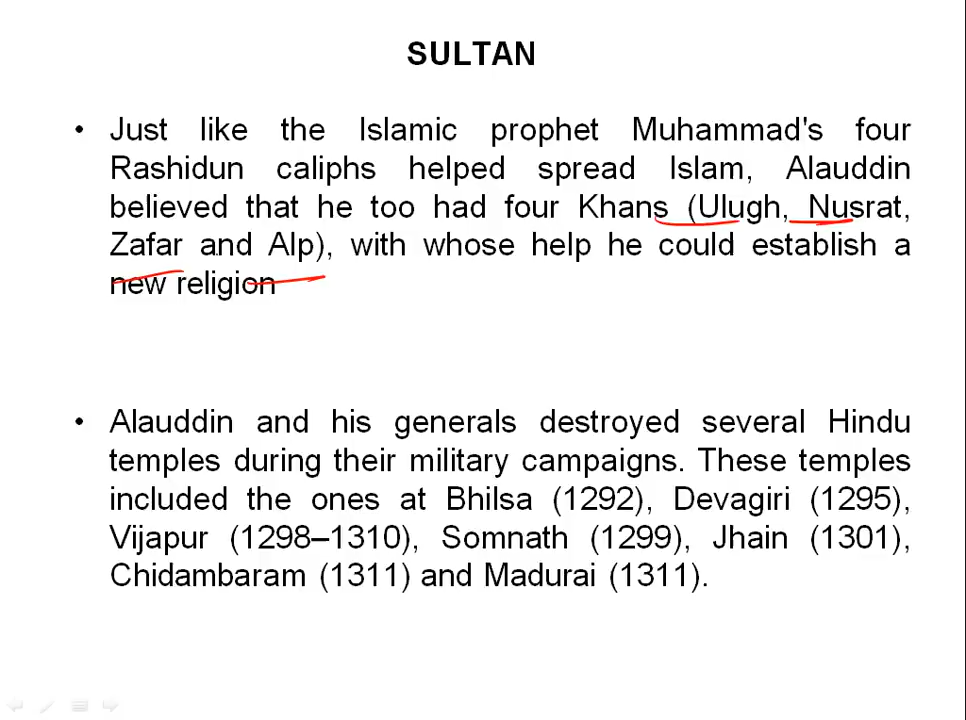 SULTAN
• Just like the Islamic prophet Muhammad's four
Rashidun caliphs helped spread Islam, Alauddin
believed that he too had four Khans (Ulugh, Nusrat,
Zafar and Alp), with whose help he could establish a
new religion
• Alauddin and his generals destroyed several Hindu
temples during their military campaigns. These temples
included the ones at Bhilsa (1292), Devagiri (1295),
Vijapur (1298–1310), Somnath (1299), Jhain (1301),
Chidambaram (1311) and Madurai (1311).